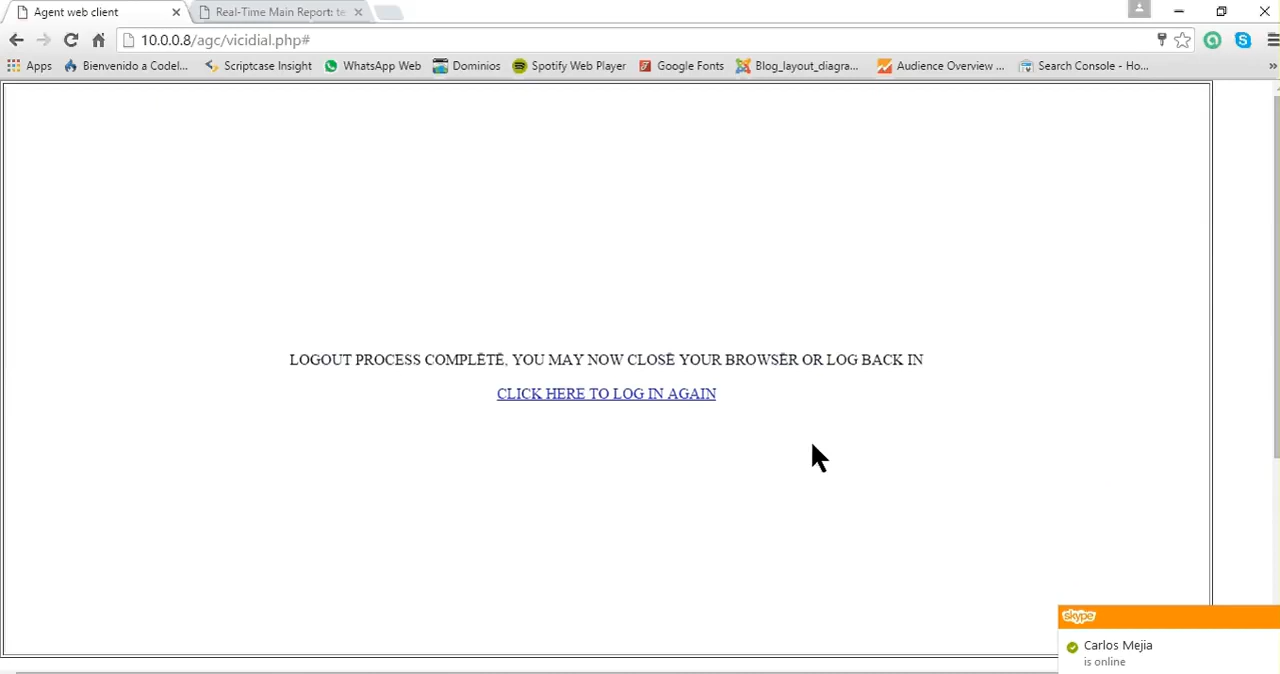 Agent web client
Real-Time Main Report: te
10.0.0.8/agc/vicidial.php#
Apps
Bienvenido a Codel...
Scriptcase Insight
WhatsApp Web
Dominios
Spotify Web Player
Google Fonts
Blog_layout_diagra...
Audience Overview ...
Search Console - Ho...
»
LOGOUT PROCESS COMPLETE, YOU MAY NOW CLOSE YOUR BROWSER OR LOG BACK IN
CLICK HERE TO LOG IN AGAIN
skype
Carlos Mejia
is online